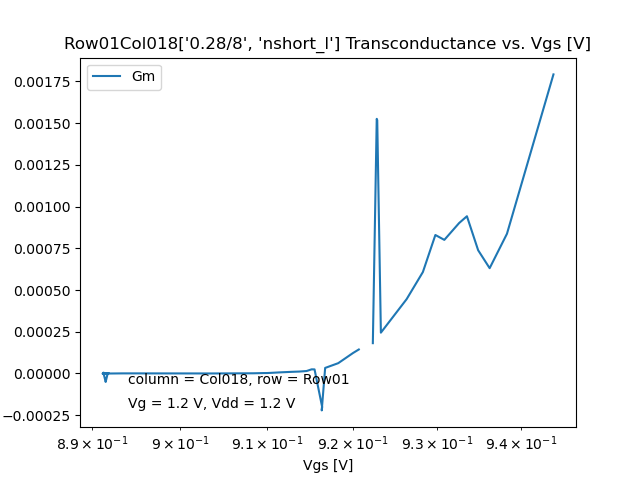 Row01Col018['0.28/8', 'nshort_l'] Transconductance vs. Vgs [V]
Gm
0.00175
0.00150
0.00125
0.00100
0.00075
0.00050
0.00025
0.00000
−0.00025
column = Col018, row = Row01
Vg = 1.2 V, Vdd = 1.2 V
8.9 × 10⁻¹ 9 × 10⁻¹ 9.1 × 10⁻¹ 9.2 × 10⁻¹ 9.3 × 10⁻¹ 9.4 × 10⁻¹
Vgs [V]